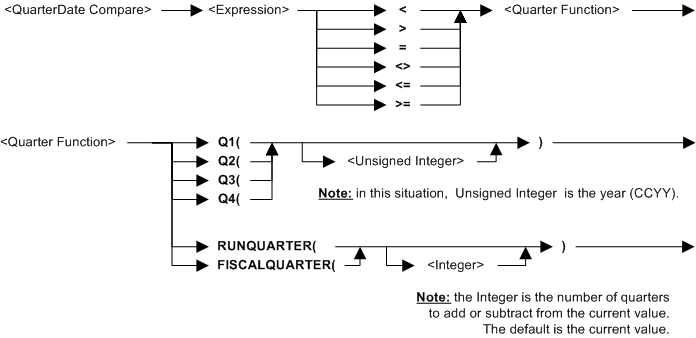 <QuarterDate Compare> <Expression> < <Quarter Function>
>
=
<>
<=
>=
<Quarter Function> Q1( )
Q2( <Unsigned Integer>
Q3(
Q4( Note: in this situation, Unsigned Integer is the year (CCYY).
RUNQUARTER( )
FISCALQUARTER( <Integer>
Note: the Integer is the number of quarters
to add or subtract from the current value.
The default is the current value.